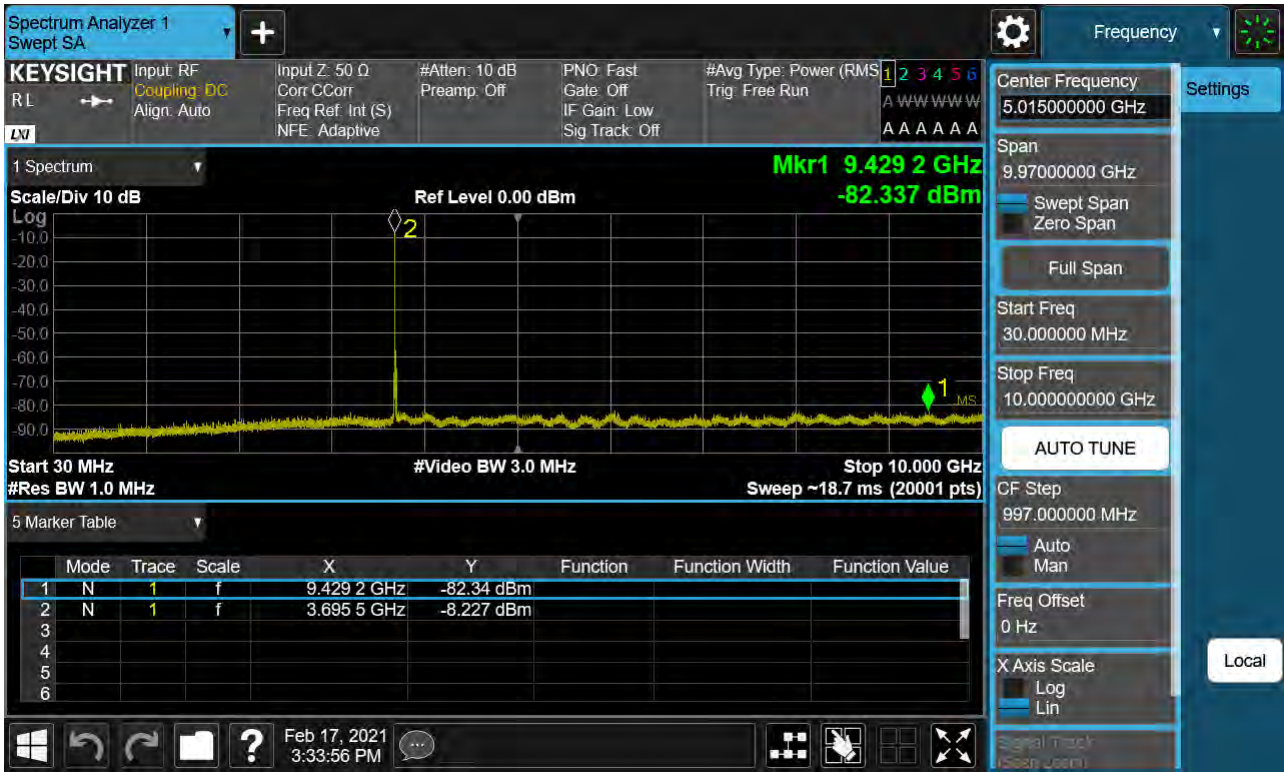 Spectrum Analyzer 1
Swept SA
+
Frequency
KEYSIGHT
RL
LXI
Input: RF
Coupling: DC
Align: Auto
Input Z: 50 Ω
Corr CCorr
Freq Ref: Int (S)
NFE: Adaptive
#Atten: 10 dB
Preamp: Off
PNO: Fast
Gate: Off
IF Gain: Low
Sig Track: Off
#Avg Type: Power (RMS
Trig: Free Run
1 2 3 4 5 6
A W W W W W
A A A A A A
1 Spectrum
Scale/Div 10 dB
Ref Level 0.00 dBm
Mkr1 9.429 2 GHz
-82.337 dBm
Log
-10.0
-20.0
-30.0
-40.0
-50.0
-60.0
-70.0
-80.0
-90.0
2
1
MS
Start 30 MHz
#Video BW 3.0 MHz
Stop 10.000 GHz
#Res BW 1.0 MHz
Sweep ~18.7 ms (20001 pts)
5 Marker Table
Mode Trace Scale X Y Function Function Width Function Value
1 N 1 f 9.429 2 GHz -82.34 dBm
2 N 1 f 3.695 5 GHz -8.227 dBm
3
4
5
6
Feb 17, 2021
3:33:56 PM
?
Center Frequency
5.015000000 GHz
Settings
Span
9.97000000 GHz
Swept Span
Zero Span
Full Span
Start Freq
30.000000 MHz
Stop Freq
10.000000000 GHz
AUTO TUNE
CF Step
997.000000 MHz
Auto
Man
Freq Offset
0 Hz
X Axis Scale
Log
Lin
Local
Signal Track
(Span Zoom)